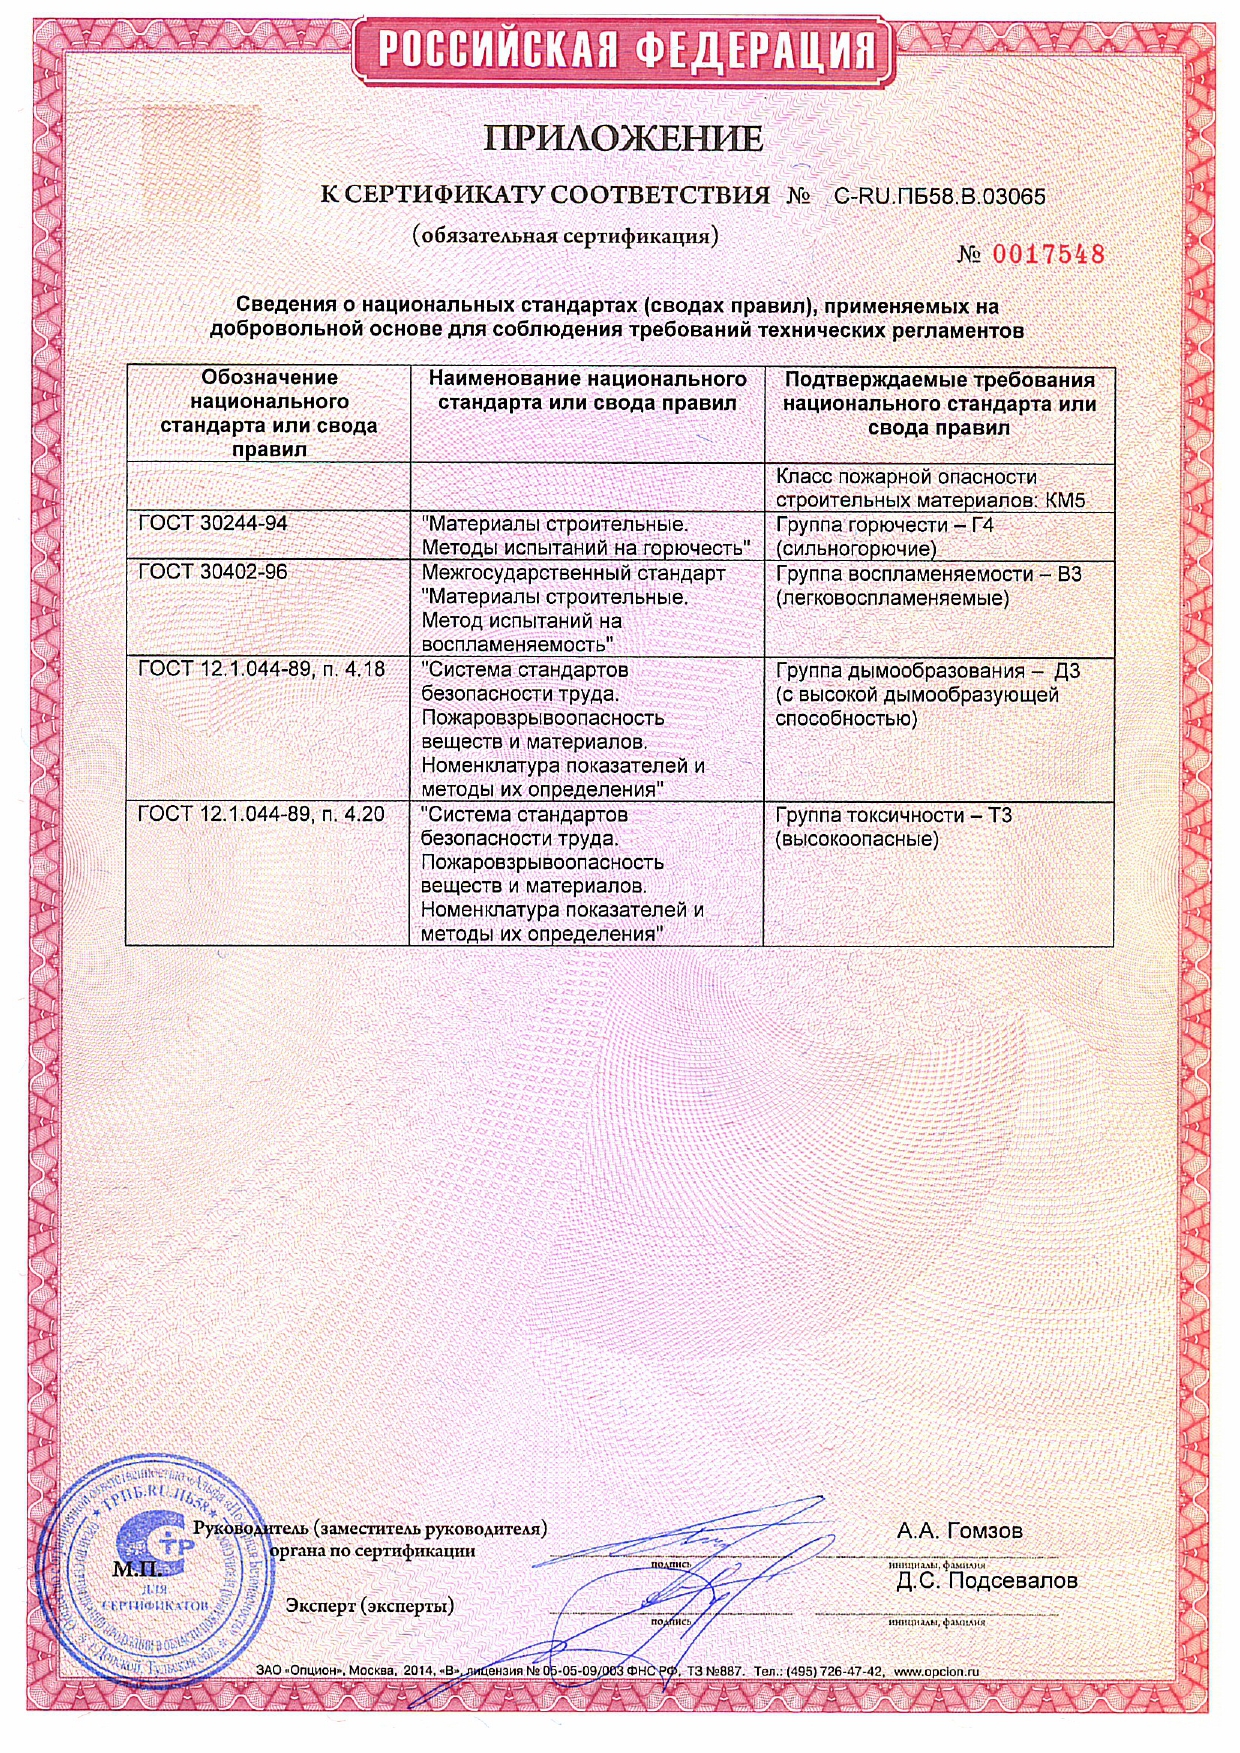 РОССИЙСКАЯ ФЕДЕРАЦИЯ
ПРИЛОЖЕНИЕ
К СЕРТИФИКАТУ СООТВЕТСТВИЯ № C-RU.ПБ58.В.03065
(обязательная сертификация)
№ 0017548
Сведения о национальных стандартах (сводах правил), применяемых на
добровольной основе для соблюдения требований технических регламентов
Обозначение
национального
стандарта или свода
правил
Наименование национального
стандарта или свода правил
Подтверждаемые требования
национального стандарта или
свода правил
Класс пожарной опасности
строительных материалов: КМ5
ГОСТ 30244-94
"Материалы строительные.
Методы испытаний на горючесть"
Группа горючести – Г4
(сильногорючие)
ГОСТ 30402-96
Межгосударственный стандарт
"Материалы строительные.
Метод испытаний на
воспламеняемость"
Группа воспламеняемости – В3
(легковоспламеняемые)
ГОСТ 12.1.044-89, п. 4.18
"Система стандартов
безопасности труда.
Пожаровзрывоопасность
веществ и материалов.
Номенклатура показателей и
методы их определения"
Группа дымообразования – Д3
(с высокой дымообразующей
способностью)
ГОСТ 12.1.044-89, п. 4.20
"Система стандартов
безопасности труда.
Пожаровзрывоопасность
веществ и материалов.
Номенклатура показателей и
методы их определения"
Группа токсичности – Т3
(высокоопасные)
ТРПБ.RU.ПБ58
ТР
ДЛЯ
СЕРТИФИКАТОВ
М.П.
Руководитель (заместитель руководителя)
органа по сертификации
подпись
А.А. Гомзов
инициалы, фамилия
Эксперт (эксперты)
подпись
Д.С. Подсевалов
инициалы, фамилия
ЗАО «Опцион», Москва, 2014, «В», лицензия № 05-05-09/003 ФНС РФ, ТЗ №887. Тел.: (495) 726-47-42, www.opcion.ru